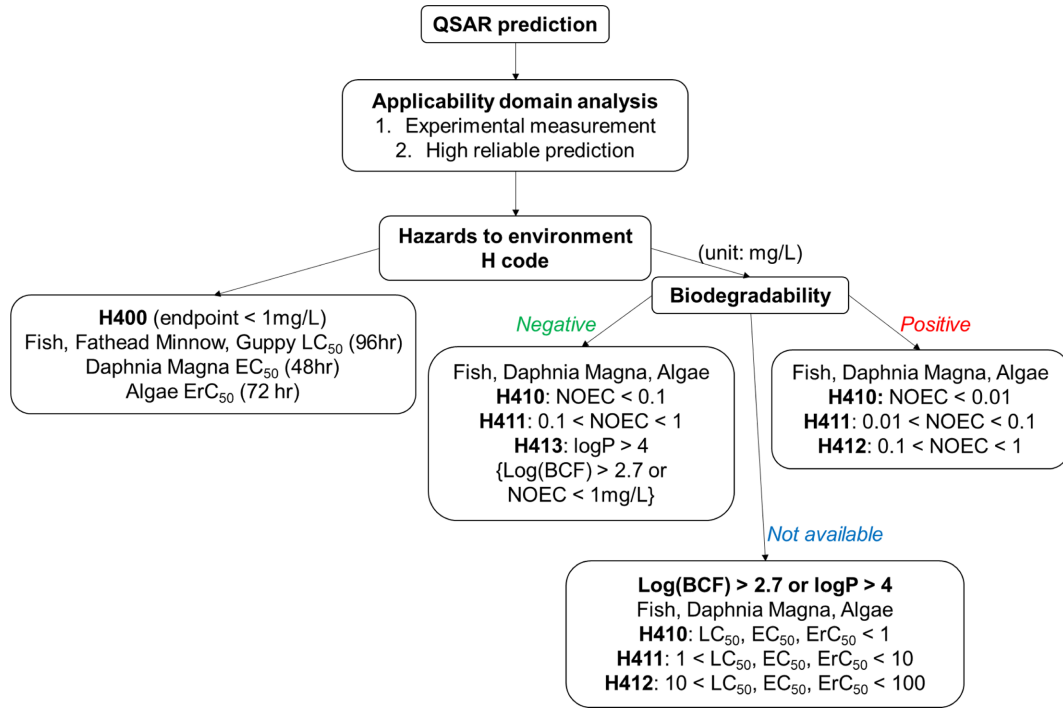 QSAR prediction
Applicability domain analysis
1. Experimental measurement
2. High reliable prediction
Hazards to environment
H code
(unit: mg/L)
H400 (endpoint < 1mg/L)
Fish, Fathead Minnow, Guppy LC₅₀ (96hr)
Daphnia Magna EC₅₀ (48hr)
Algae ErC₅₀ (72 hr)
Biodegradability
Negative
Positive
Fish, Daphnia Magna, Algae
H410: NOEC < 0.1
H411: 0.1 < NOEC < 1
H413: logP > 4
{Log(BCF) > 2.7 or
NOEC < 1mg/L}
Fish, Daphnia Magna, Algae
H410: NOEC < 0.01
H411: 0.01 < NOEC < 0.1
H412: 0.1 < NOEC < 1
Not available
Log(BCF) > 2.7 or logP > 4
Fish, Daphnia Magna, Algae
H410: LC₅₀, EC₅₀, ErC₅₀ < 1
H411: 1 < LC₅₀, EC₅₀, ErC₅₀ < 10
H412: 10 < LC₅₀, EC₅₀, ErC₅₀ < 100